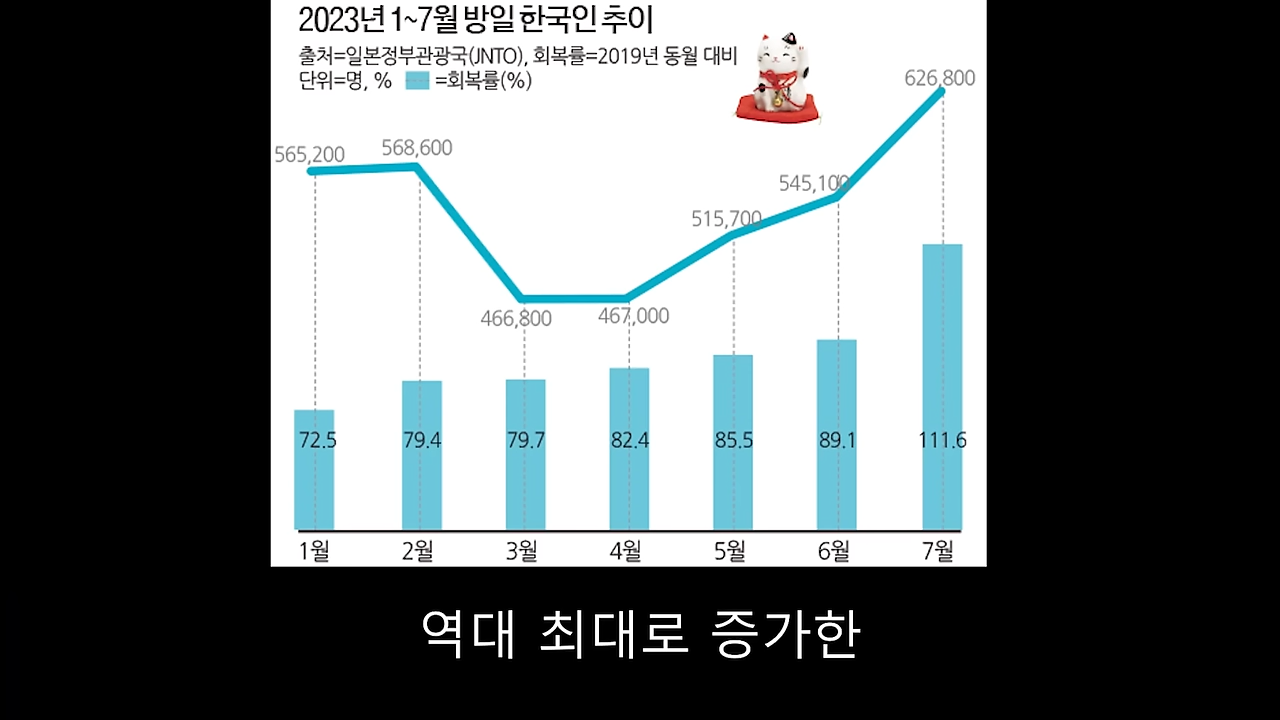 2023년 1~7월 방일 한국인 추이
출처=일본정부관광국(JNTO), 회복률=2019년 동월 대비
단위=명, % =회복률(%)
626,800
565,200
568,600
545,100
515,700
466,800
467,000
72.5 79.4 79.7 82.4 85.5 89.1 111.6
1월 2월 3월 4월 5월 6월 7월
역대 최대로 증가한